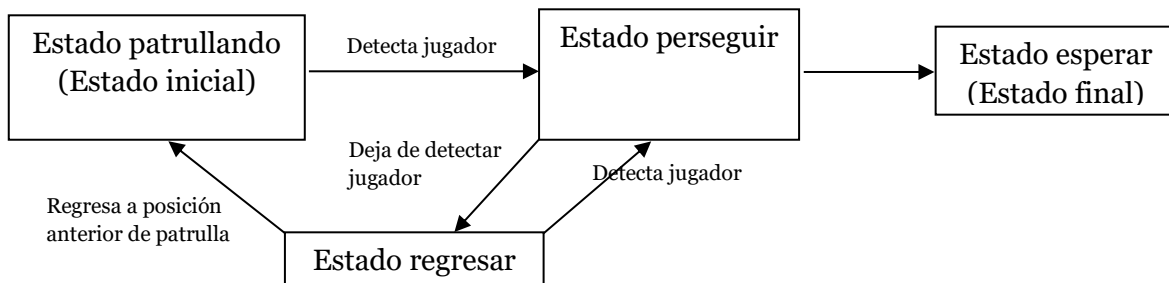 Estado patrullando
(Estado inicial)
Detecta jugador
Estado perseguir
Estado esperar
(Estado final)
Deja de detectar
jugador
Detecta jugador
Regresa a posición
anterior de patrulla
Estado regresar